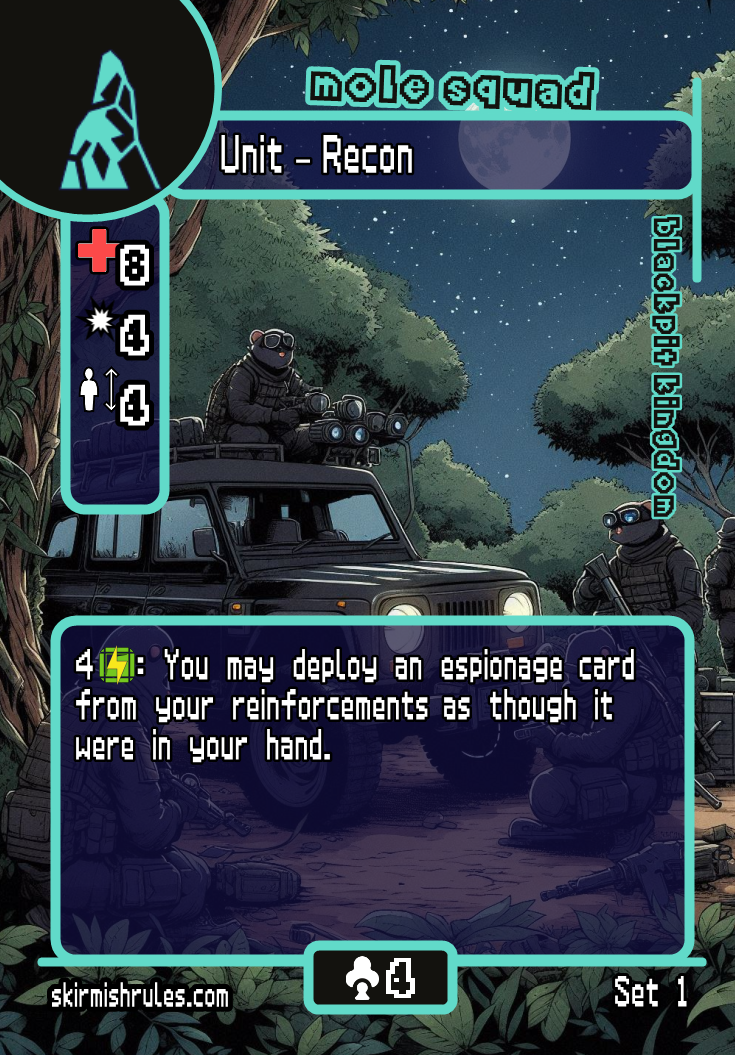 mole squad
Unit – Recon
blackpit kingdom
8
4
4
4 : You may deploy an espionage card
from your reinforcements as though it
were in your hand.
4
skirmishrules.com
Set 1